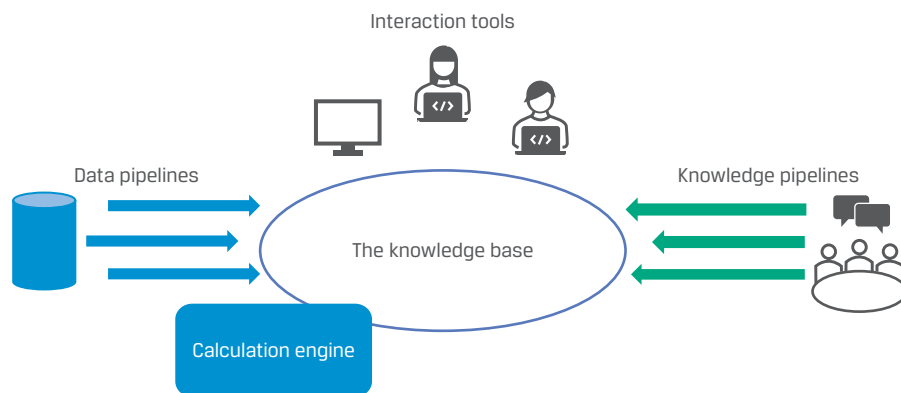 Interaction tools
</>
</>
Data pipelines
Knowledge pipelines
The knowledge base
Calculation engine